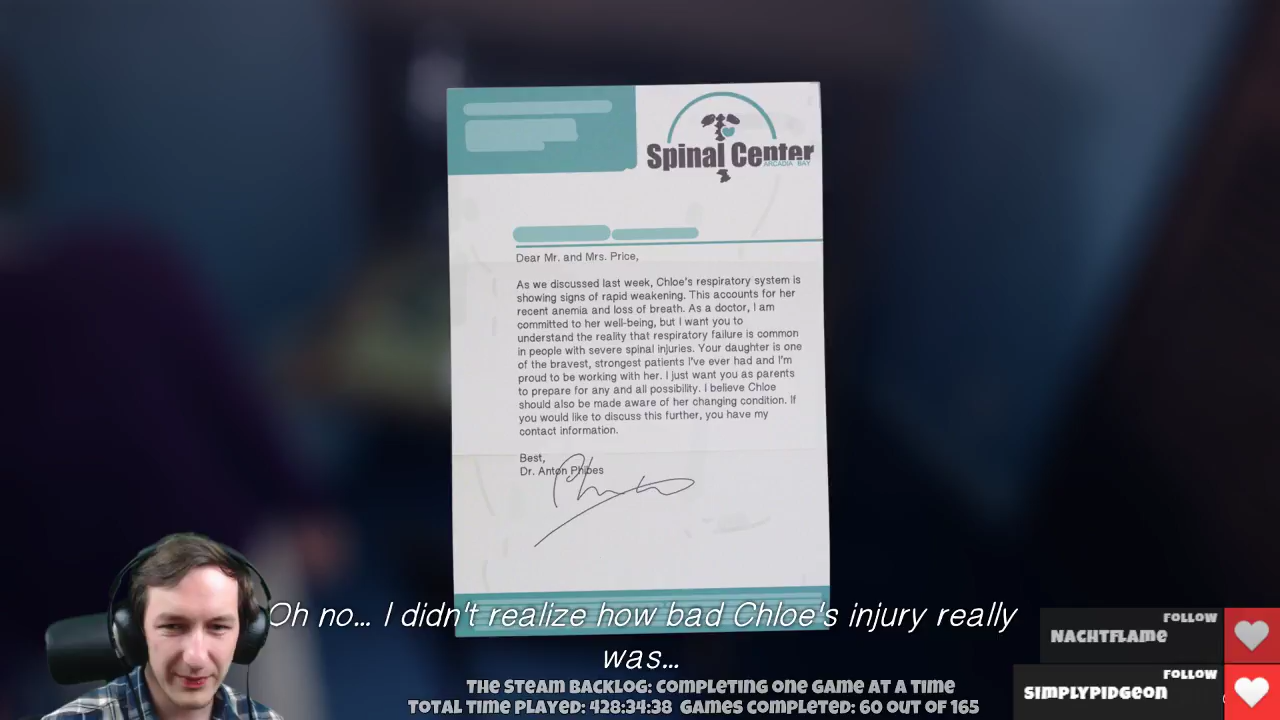 Spinal Center
ARCADIA BAY
Dear Mr. and Mrs. Price,
As we discussed last week, Chloe's respiratory system is
showing signs of rapid weakening. This accounts for her
recent anemia and loss of breath. As a doctor, I am
committed to her well-being, but I want you to
understand the reality that respiratory failure is common
in people with severe spinal injuries. Your daughter is one
of the bravest, strongest patients I've ever had and I'm
proud to be working with her. I just want you as parents
to prepare for any and all possibility. I believe Chloe
should also be made aware of her changing condition. If
you would like to discuss this further, you have my
contact information.
Best,
Dr. Anton Phibes
Oh no... I didn't realize how bad Chloe's injury really
was...
FOLLOW
NACHTFLAME
FOLLOW
SIMPLYPIDGEON
THE STEAM BACKLOG: COMPLETING ONE GAME AT A TIME
TOTAL TIME PLAYED: 428:34:38 GAMES COMPLETED: 60 OUT OF 165